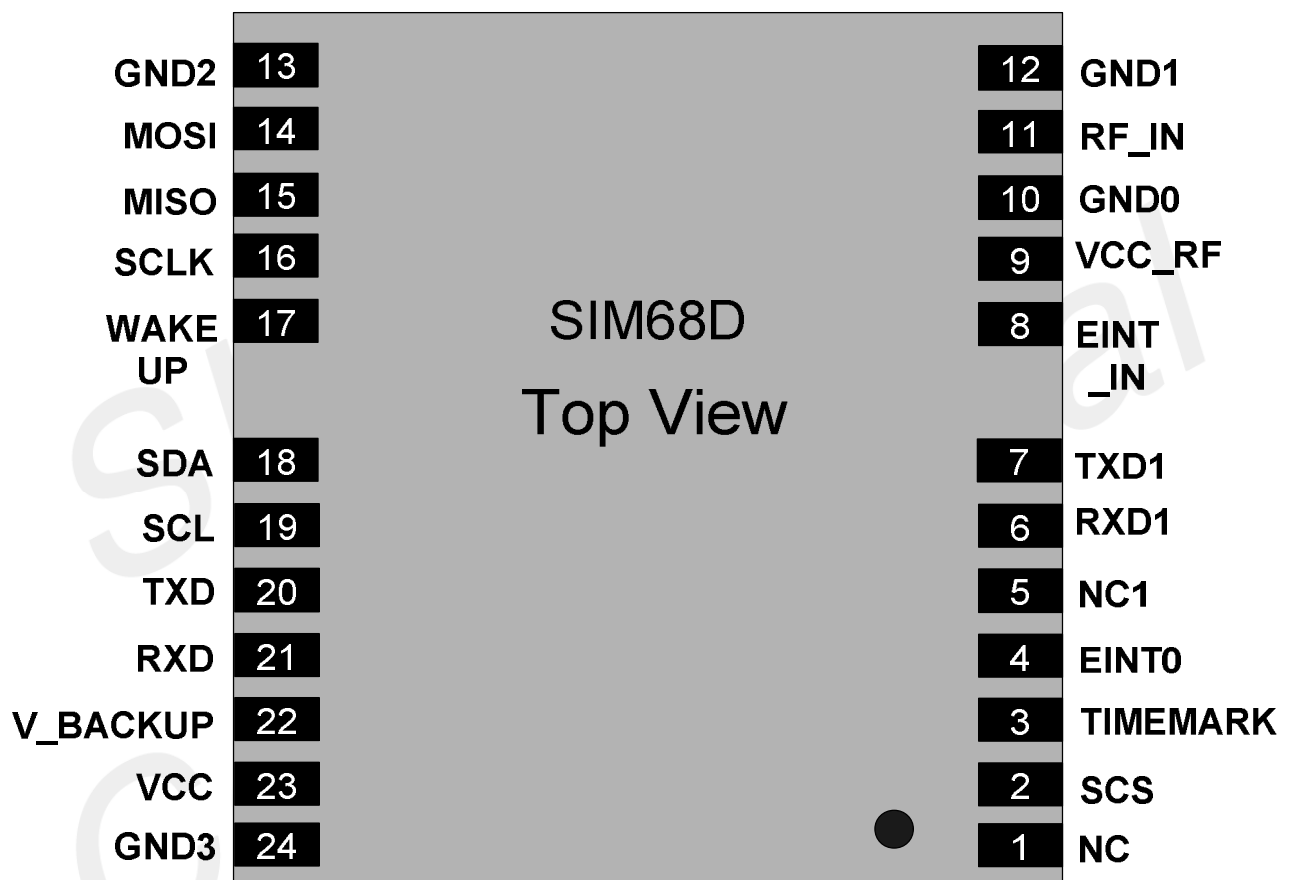 GND2 13 12 GND1
MOSI 14 11 RF_IN
MISO 15 10 GND0
SCLK 16 9 VCC_RF
WAKE 17 8 EINT
UP _IN
SIM68D
Top View
SDA 18 7 TXD1
SCL 19 6 RXD1
TXD 20 5 NC1
RXD 21 4 EINT0
V_BACKUP 22 3 TIMEMARK
VCC 23 2 SCS
GND3 24 1 NC